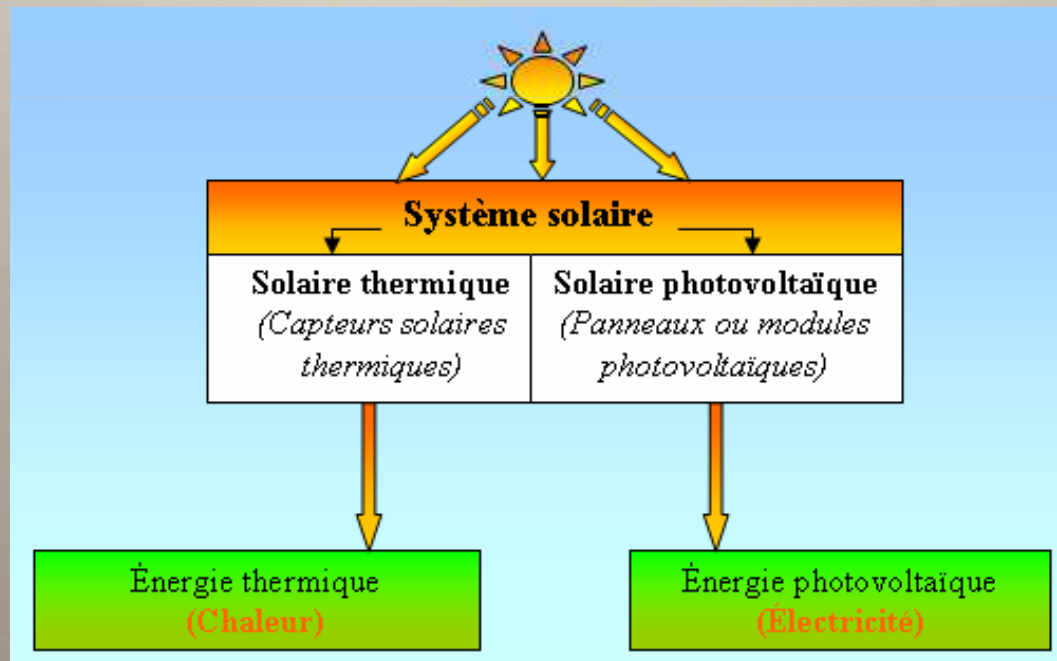 Système solaire
Solaire thermique
(Capteurs solaires
thermiques)
Solaire photovoltaïque
(Panneaux ou modules
photovoltaïques)
Énergie thermique
(Chaleur)
Énergie photovoltaïque
(Électricité)